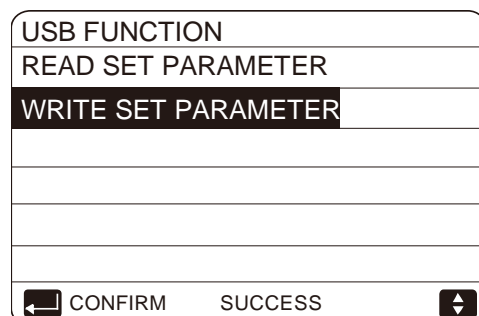 USB FUNCTION
READ SET PARAMETER
WRITE SET PARAMETER
CONFIRM SUCCESS